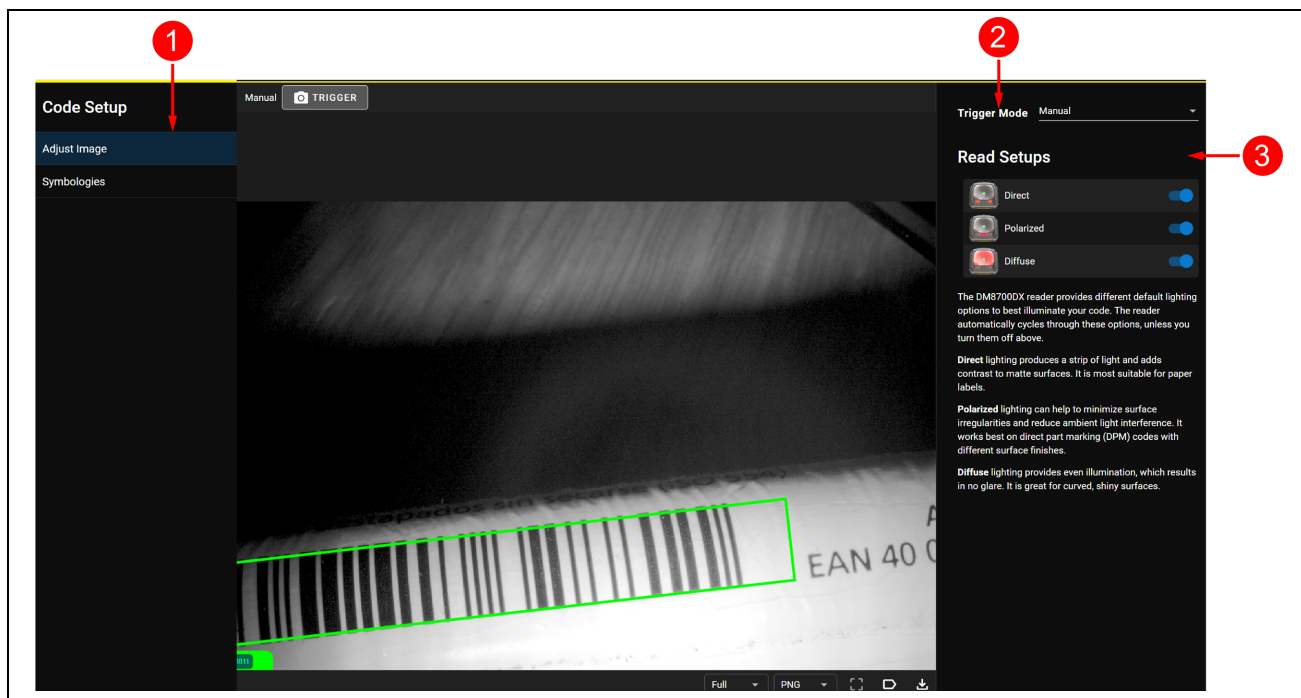 1
2
3
Code Setup
Adjust Image
Symbologies
Manual
TRIGGER
Trigger Mode
Manual
Read Setups
Direct
Polarized
Diffuse
The DM8700DX reader provides different default lighting
options to best illuminate your code. The reader
automatically cycles through these options, unless you
turn them off above.
Direct lighting produces a strip of light and adds
contrast to matte surfaces. It is most suitable for paper
labels.
Polarized lighting can help to minimize surface
irregularities and reduce ambient light interference. It
works best on direct part marking (DPM) codes with
different surface finishes.
Diffuse lighting provides even illumination, which results
in no glare. It is great for curved, shiny surfaces.
EAN 40
Full
PNG